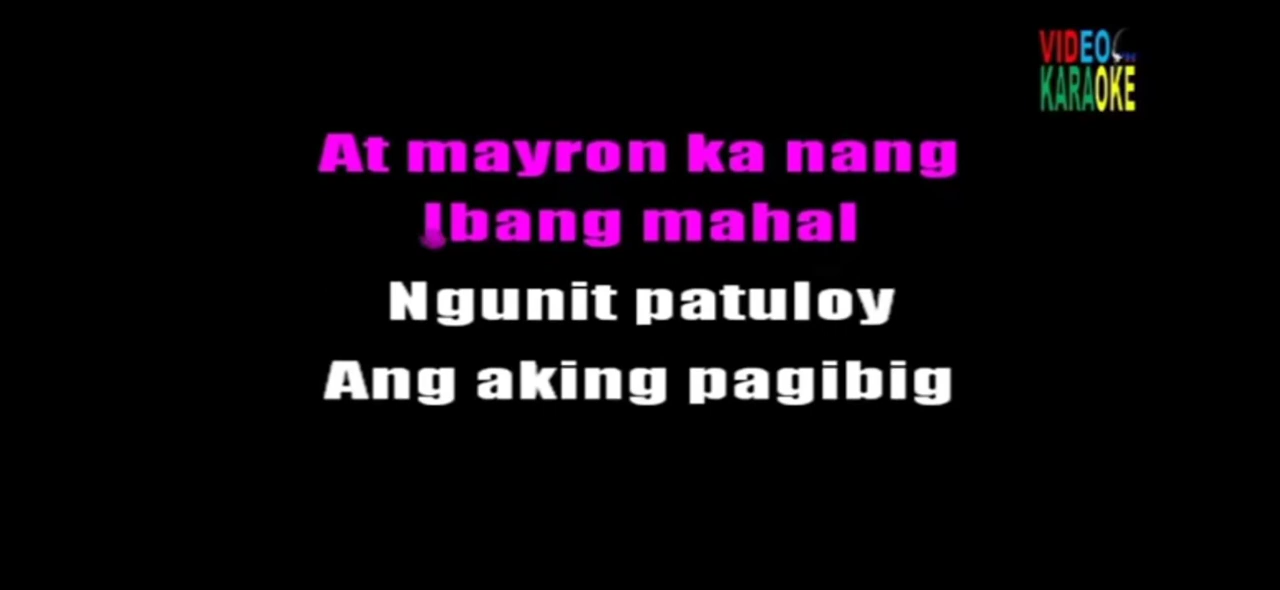 VIDEO
KARAOKE
At mayron ka nang
Ibang mahal
Ngunit patuloy
Ang aking pagibig